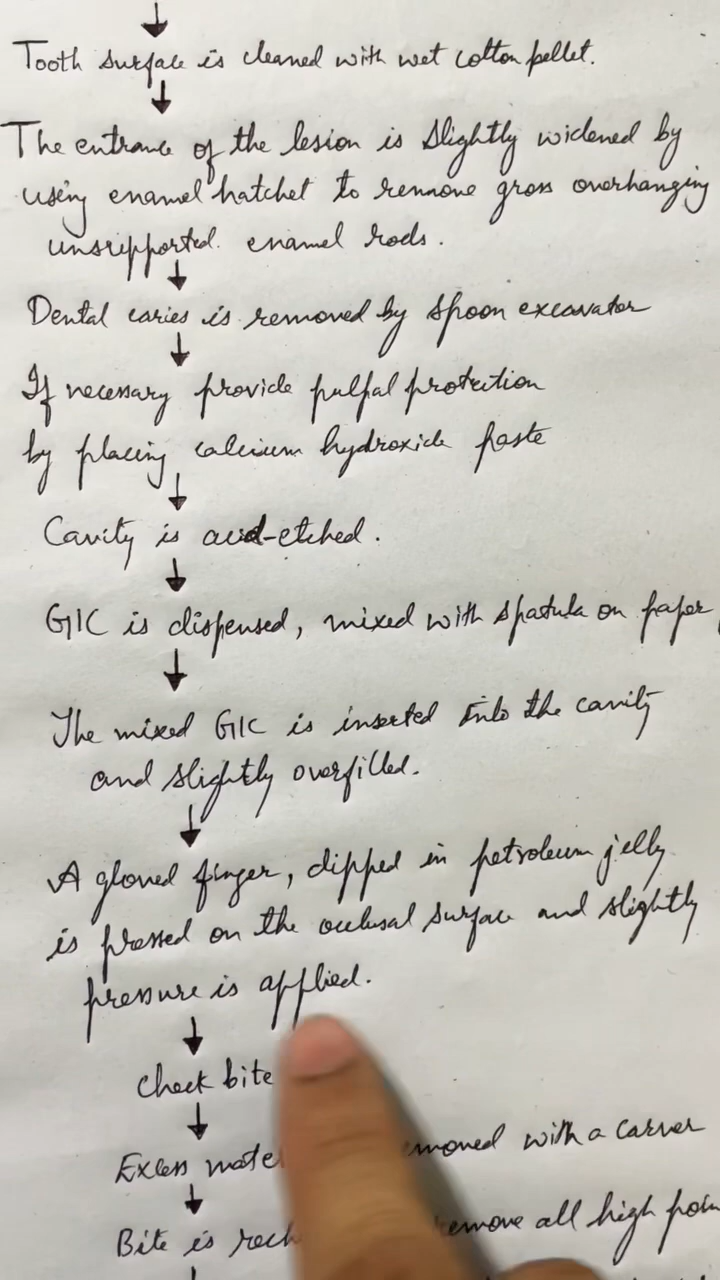 Tooth surface is cleaned with wet cotton pellet.
The entrance of the lesion is slightly widened by
using enamel hatchet to remove gross overhanging
unsupported. enamel rods.
Dental caries is removed by spoon excavator
If necessary provide pulpal protection
by placing calcium hydroxide paste
Cavity is acid-etched.
GIC is dispensed, mixed with spatula on paper
The mixed GIC is inserted into the cavity
and slightly overfilled.
A gloved finger, dipped in petroleum jelly
is pressed on the occlusal surface and slightly
pressure is applied.
Check bite
Excess with a carver
Bite is all high